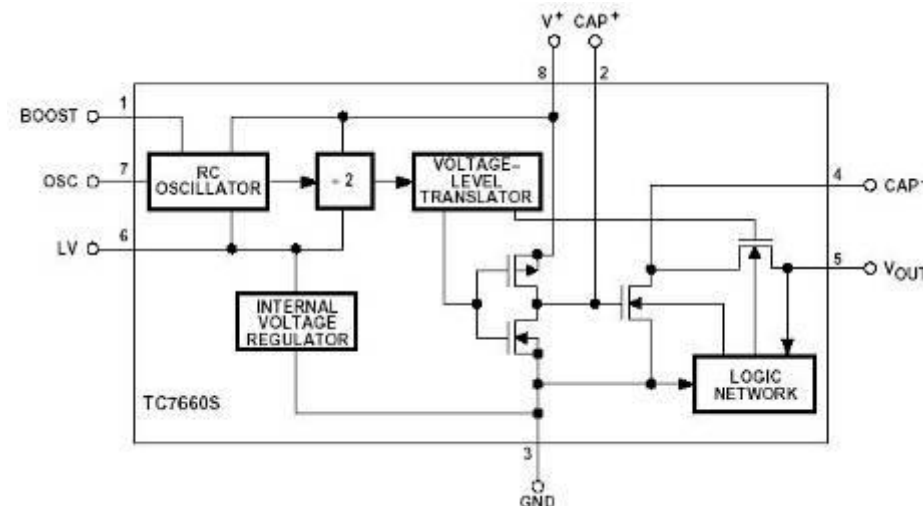 V+ CAP+
8 2
BOOST 1
OSC 7
LV 6
RC
OSCILLATOR
÷ 2
VOLTAGE–
LEVEL
TRANSLATOR
4 CAP-
5 VOUT
INTERNAL
VOLTAGE
REGULATOR
LOGIC
NETWORK
TC7660S
3
GND